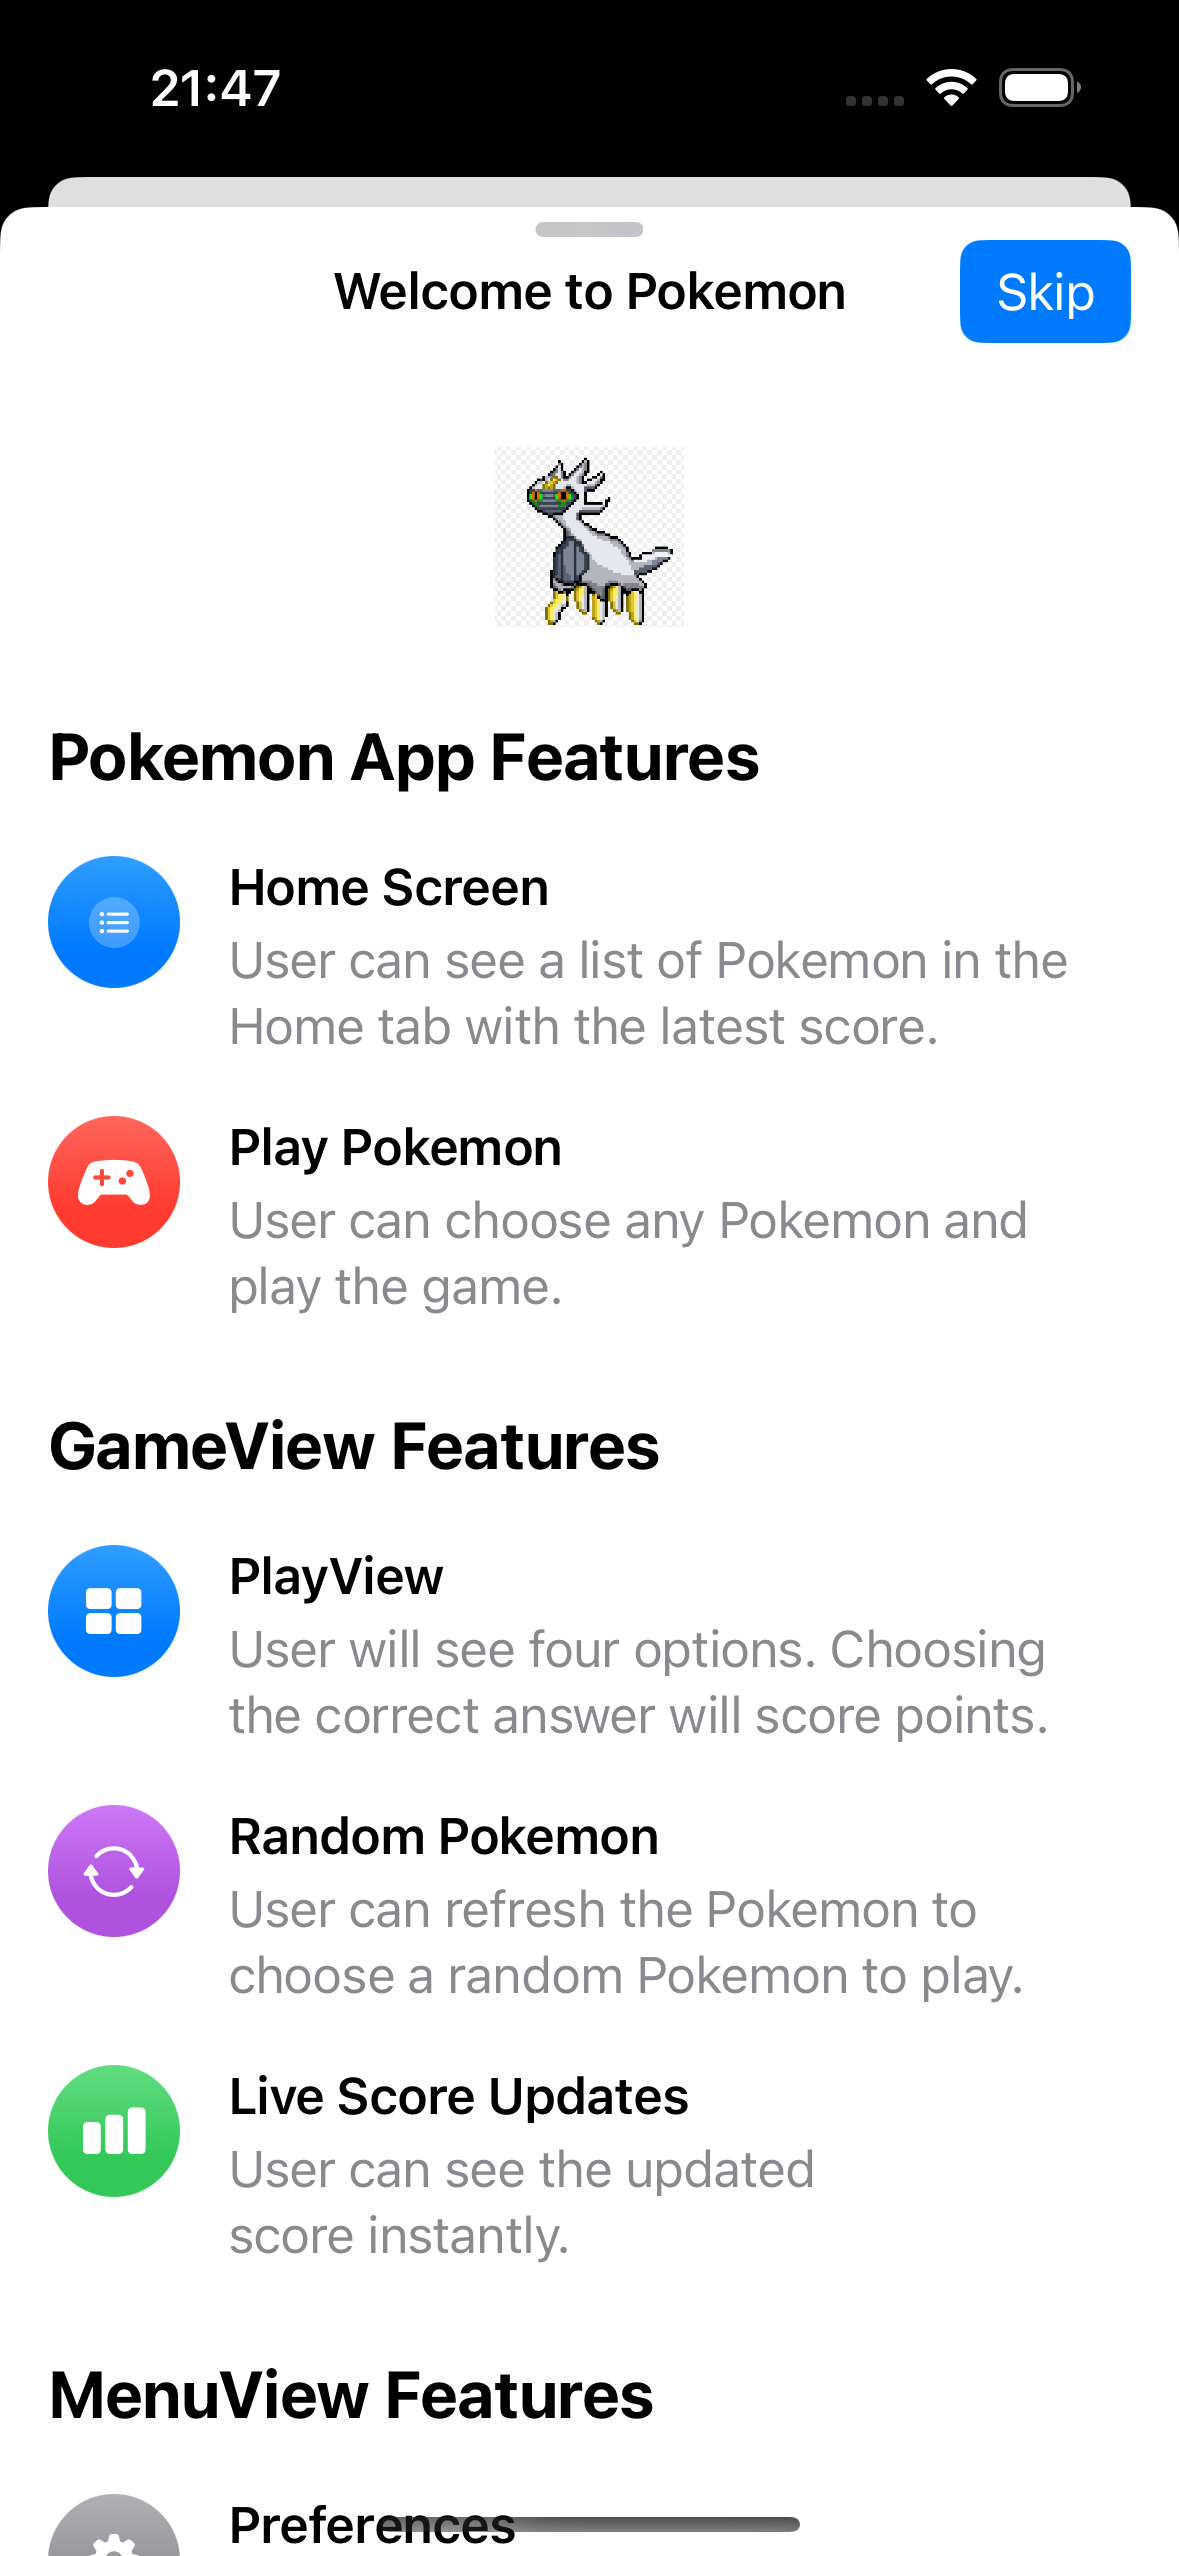 21:47
Welcome to Pokemon
Skip
Pokemon App Features
Home Screen
User can see a list of Pokemon in the
Home tab with the latest score.
Play Pokemon
User can choose any Pokemon and
play the game.
GameView Features
PlayView
User will see four options. Choosing
the correct answer will score points.
Random Pokemon
User can refresh the Pokemon to
choose a random Pokemon to play.
Live Score Updates
User can see the updated
score instantly.
MenuView Features
Preferences